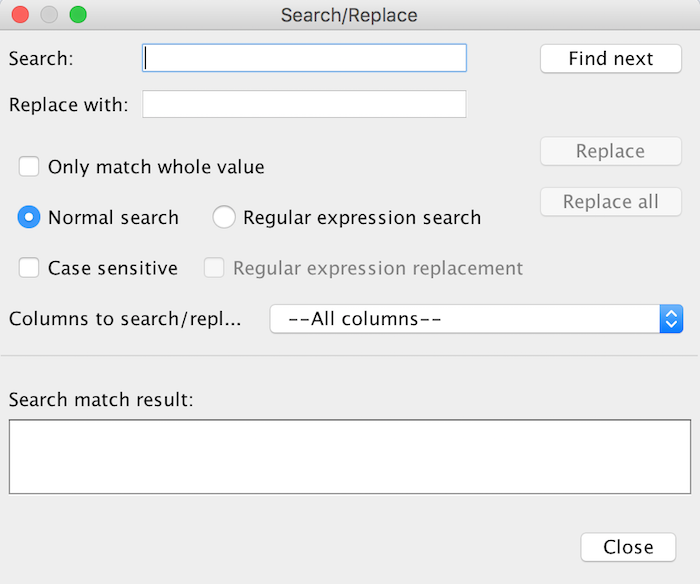 Search/Replace
Search:
Find next
Replace with:
Only match whole value
Replace
Normal search
Regular expression search
Replace all
Case sensitive
Regular expression replacement
Columns to search/repl...
--All columns--
Search match result:
Close